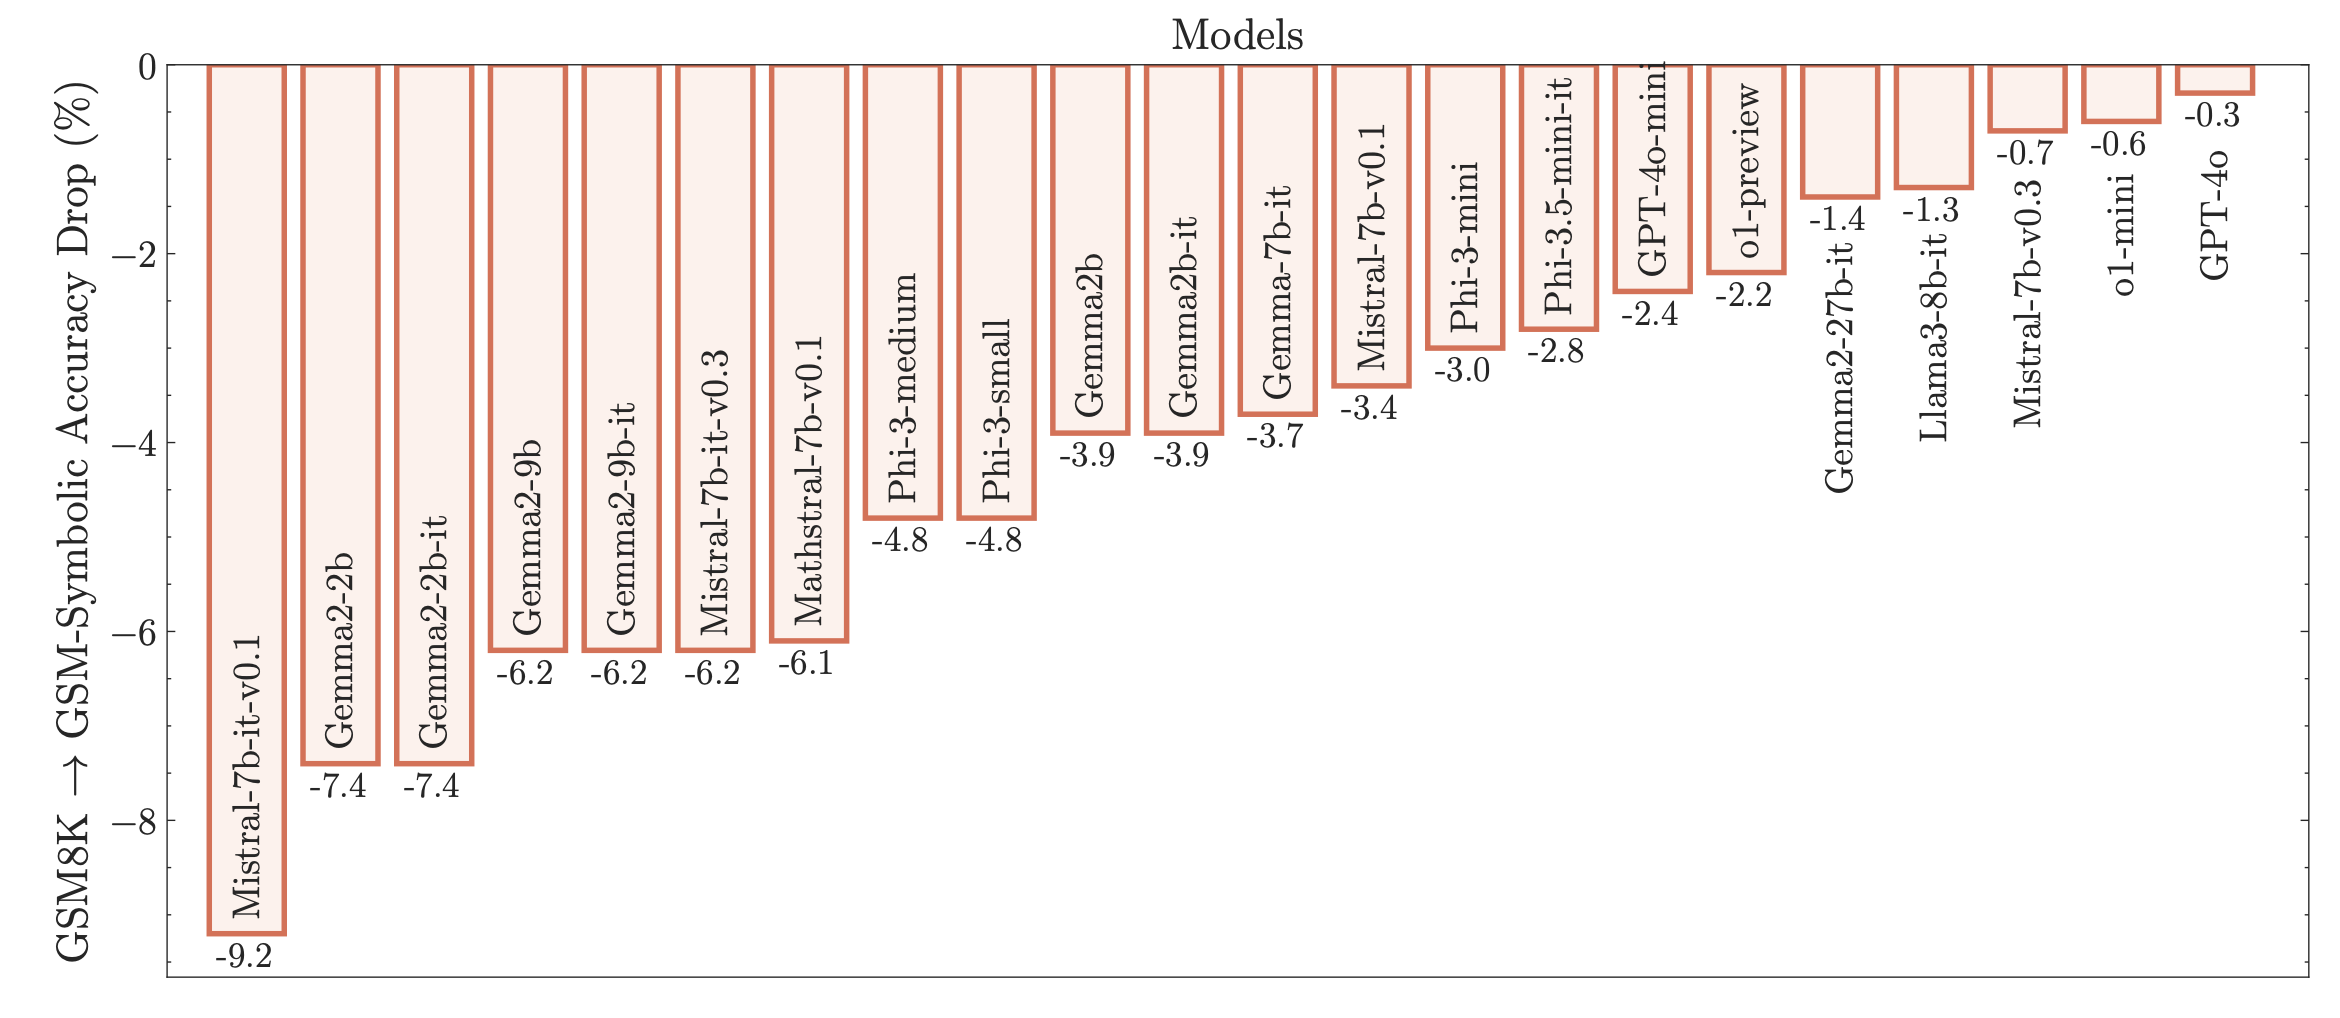 Models
GSM8K → GSM-Symbolic Accuracy Drop (%)
0
−2
−4
−6
−8
Mistral-7b-it-v0.1
-9.2
Gemma2-2b
-7.4
Gemma2-2b-it
-7.4
Gemma2-9b
-6.2
Gemma2-9b-it
-6.2
Mistral-7b-it-v0.3
-6.2
Mathstral-7b-v0.1
-6.1
Phi-3-medium
-4.8
Phi-3-small
-4.8
Gemma2b
-3.9
Gemma2b-it
-3.9
Gemma-7b-it
-3.7
Mistral-7b-v0.1
-3.4
Phi-3-mini
-3.0
Phi-3.5-mini-it
-2.8
GPT-4o-mini
-2.4
o1-preview
-2.2
-1.4
Gemma2-27b-it
-1.3
Llama3-8b-it
-0.7
Mistral-7b-v0.3
-0.6
o1-mini
-0.3
GPT-4o